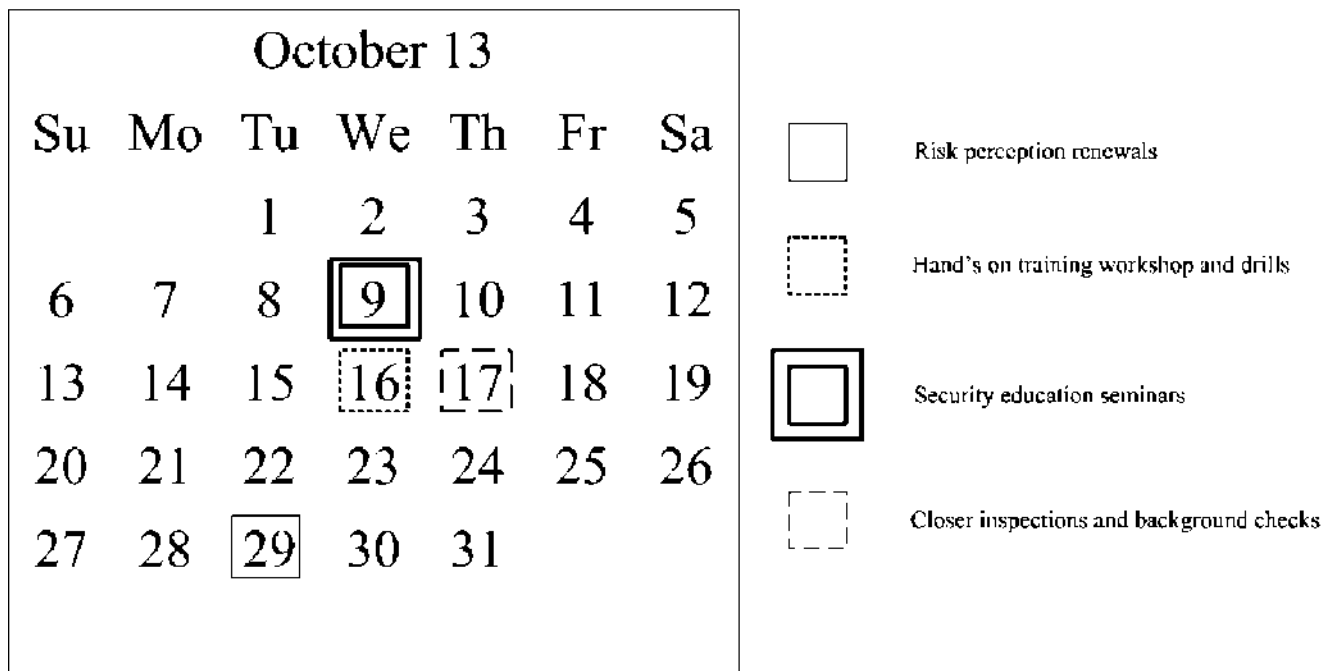 October 13
Su Mo Tu We Th Fr Sa
1 2 3 4 5
6 7 8 9 10 11 12
13 14 15 16 17 18 19
20 21 22 23 24 25 26
27 28 29 30 31
Risk perception renewals
Hand's on training workshop and drills
Security education seminars
Closer inspections and background checks